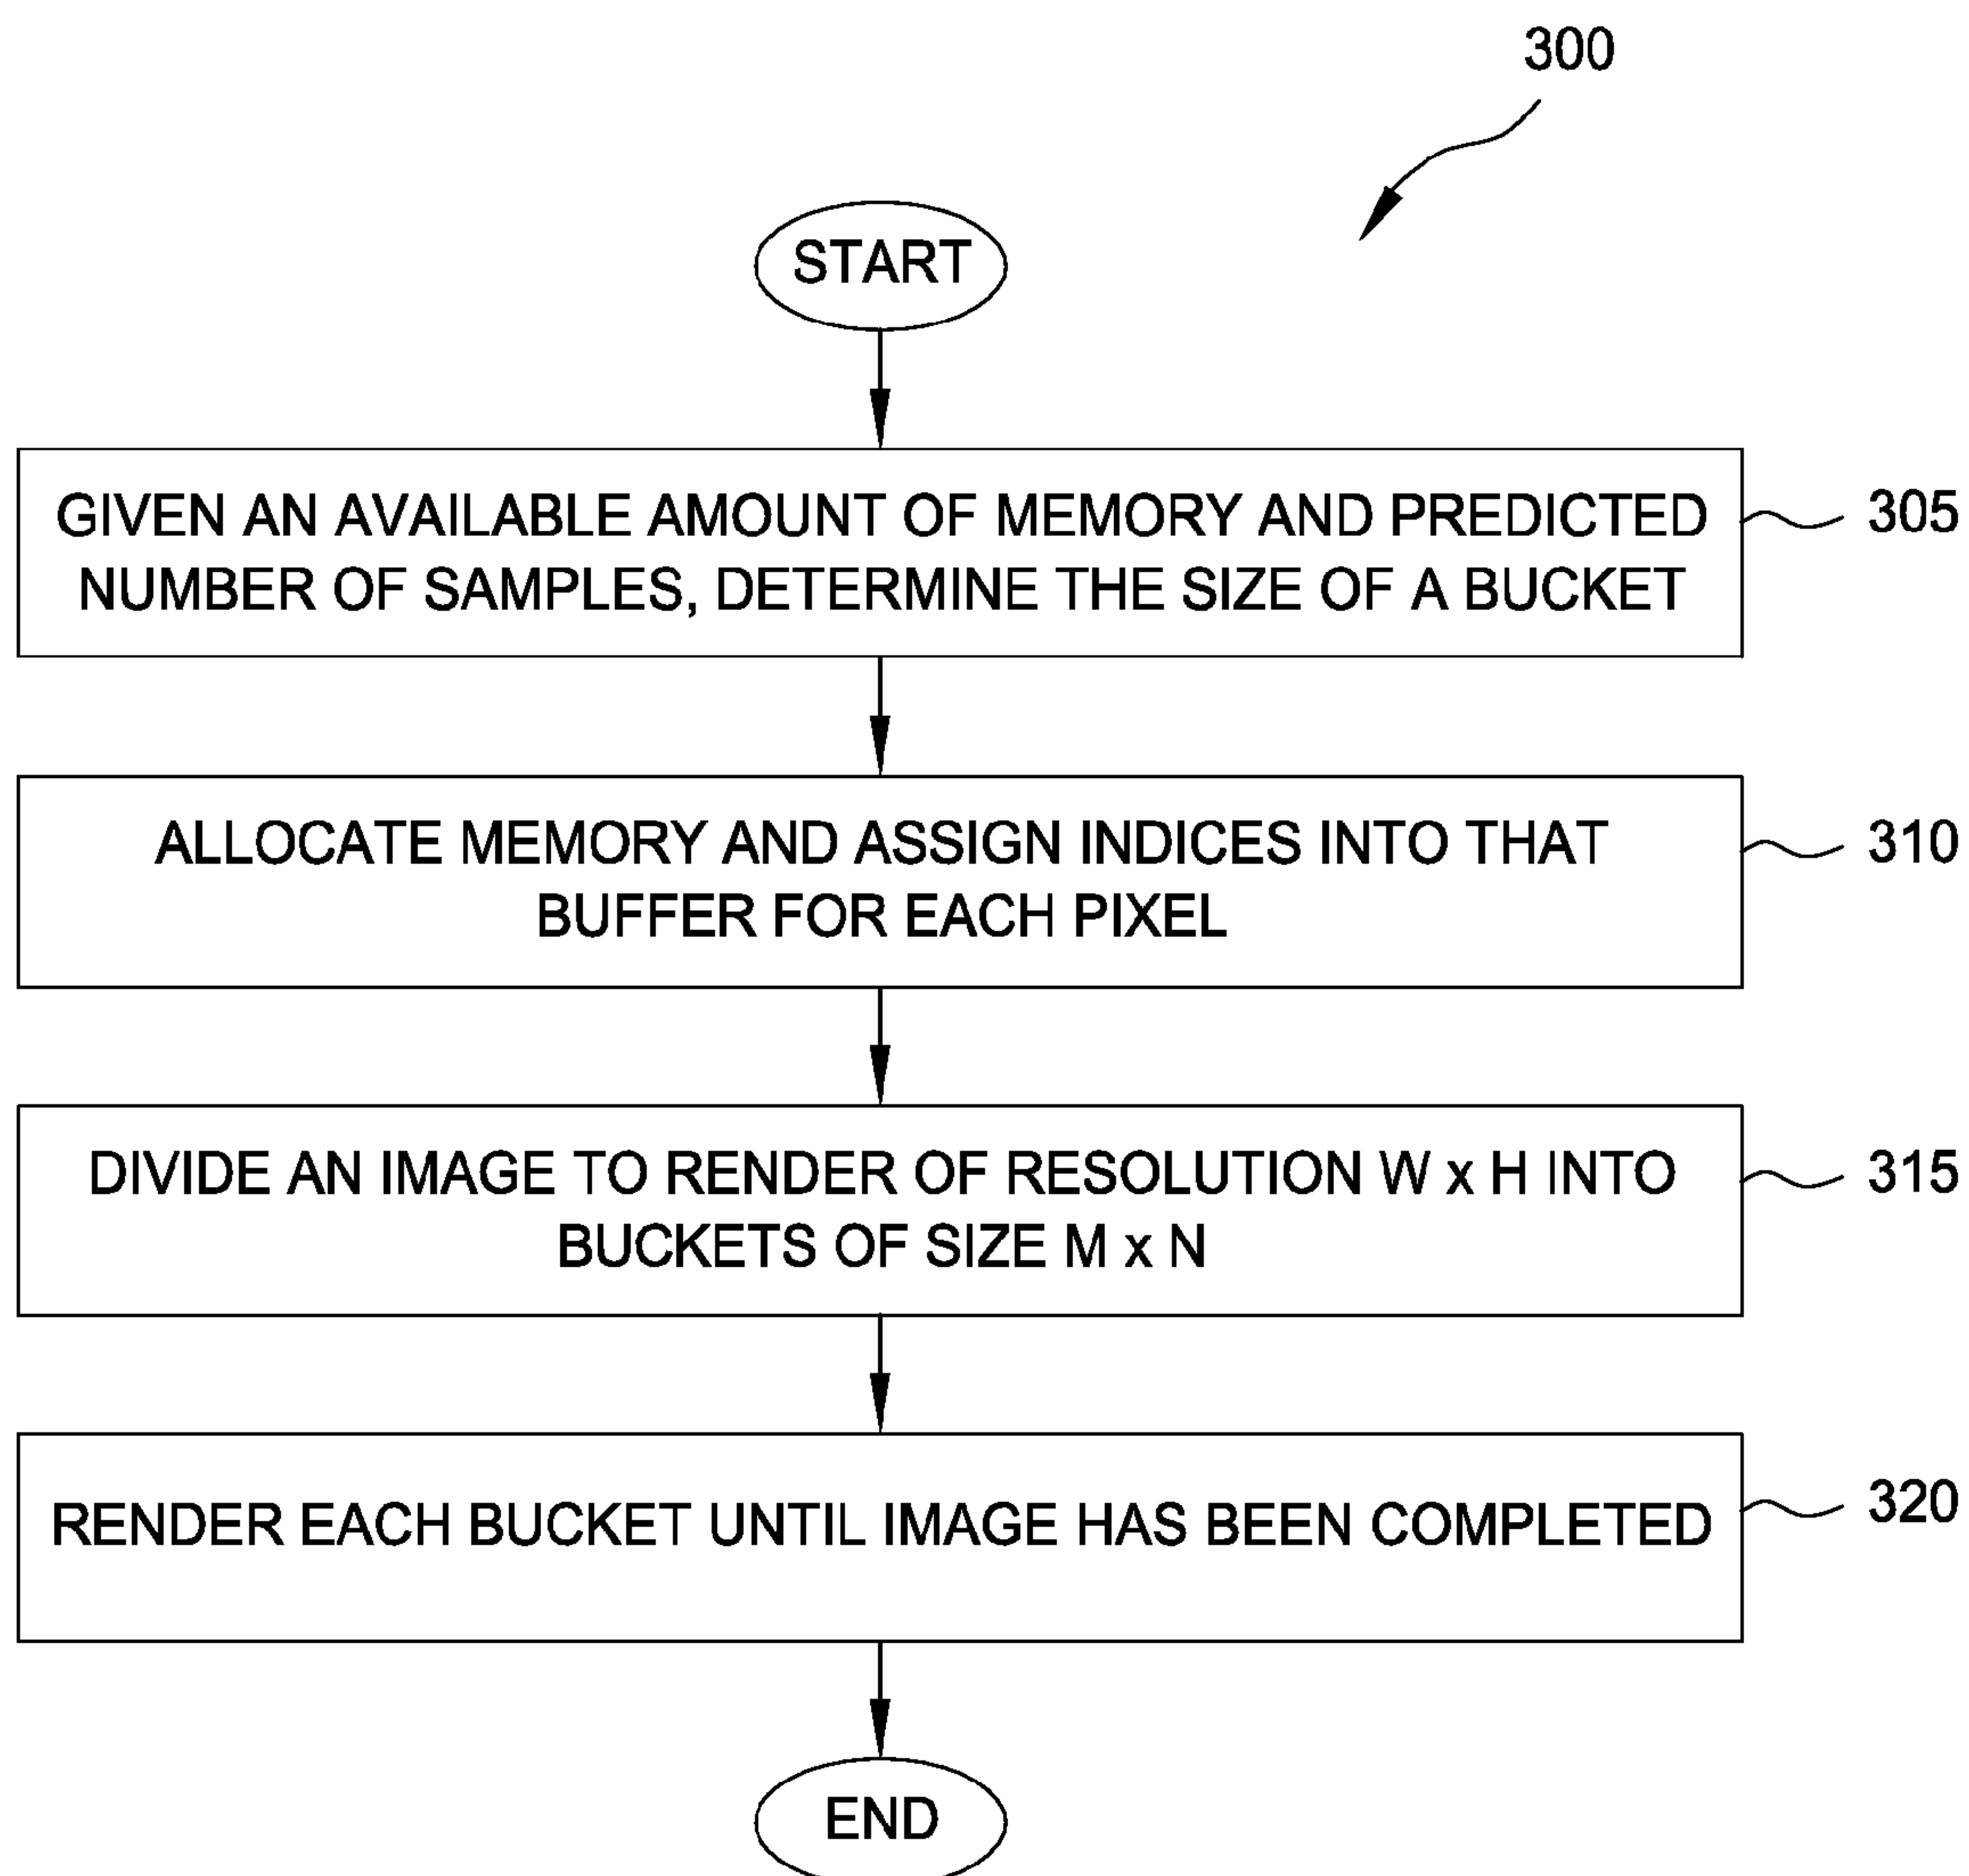 300
START
GIVEN AN AVAILABLE AMOUNT OF MEMORY AND PREDICTED
NUMBER OF SAMPLES, DETERMINE THE SIZE OF A BUCKET
305
ALLOCATE MEMORY AND ASSIGN INDICES INTO THAT
BUFFER FOR EACH PIXEL
310
DIVIDE AN IMAGE TO RENDER OF RESOLUTION W x H INTO
BUCKETS OF SIZE M x N
315
RENDER EACH BUCKET UNTIL IMAGE HAS BEEN COMPLETED
320
END